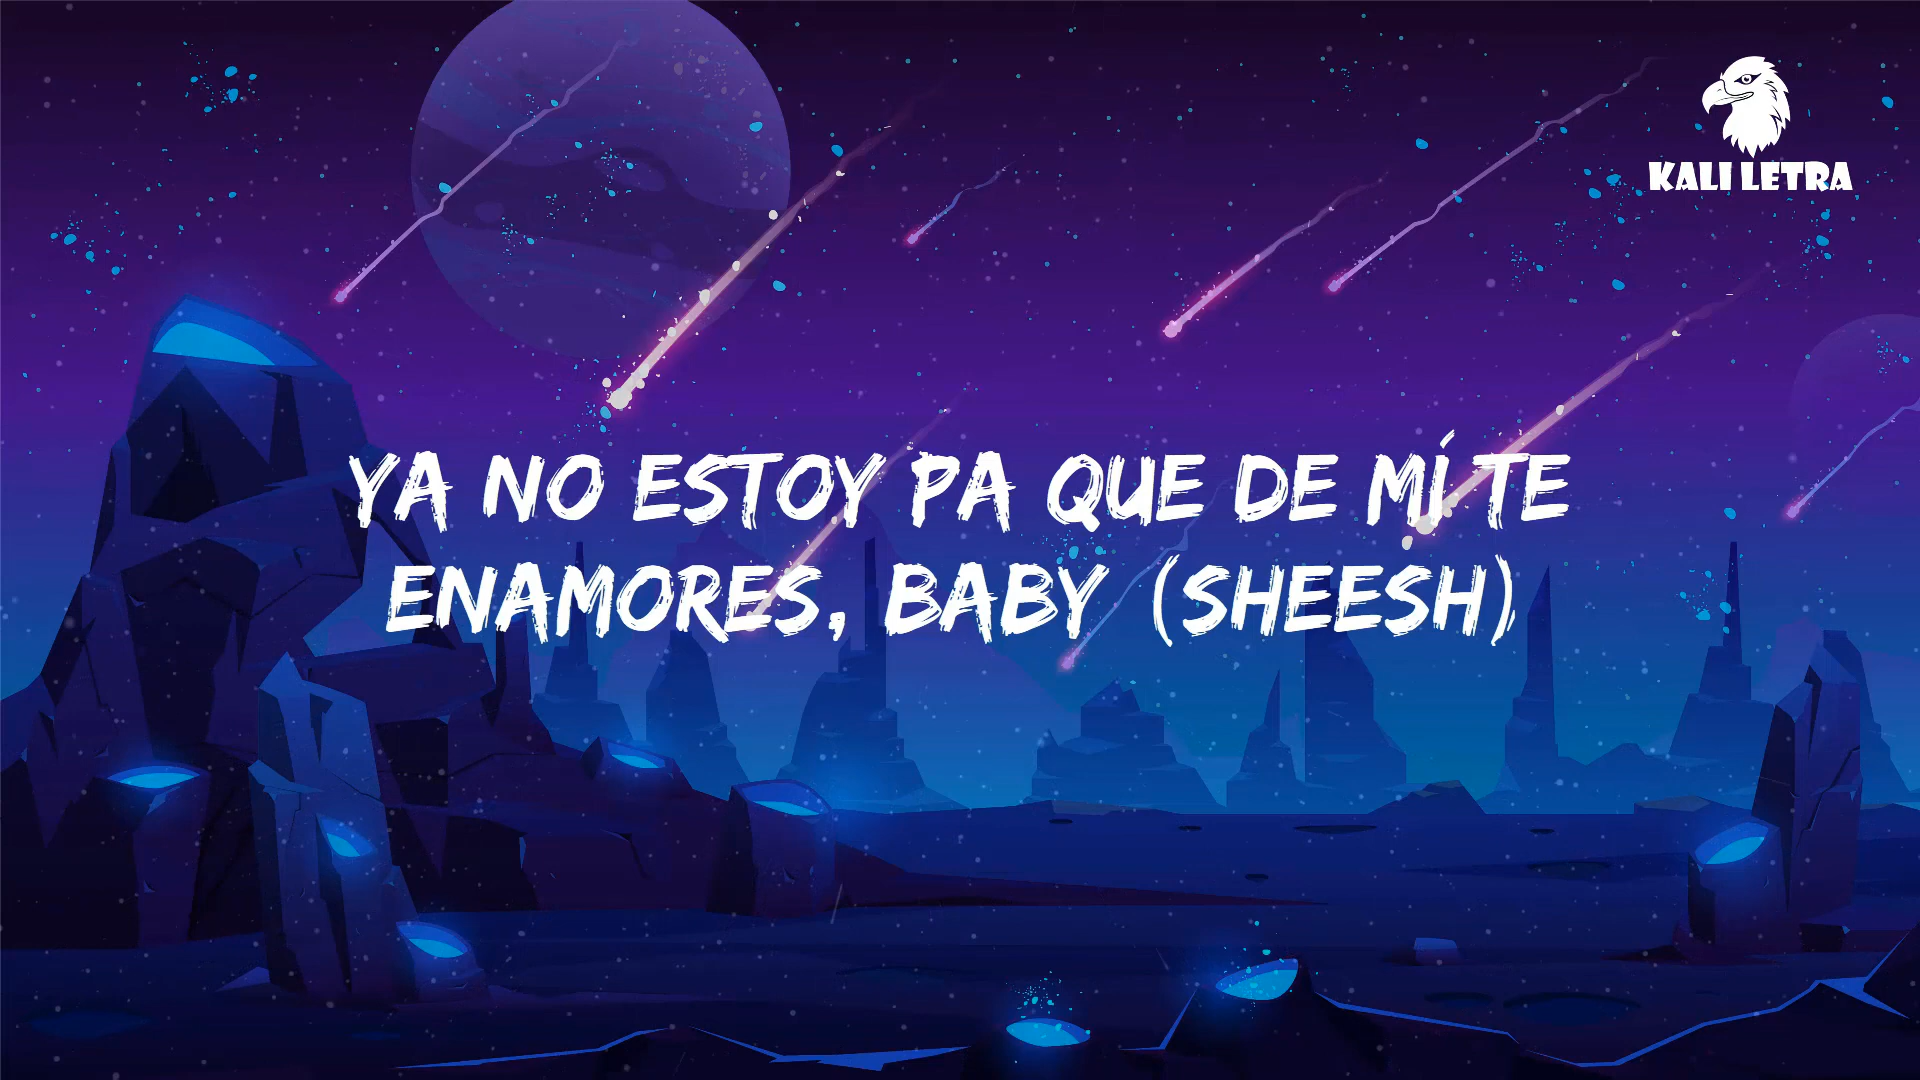 KALI LETRA
YA NO ESTOY PA QUE DE MÍ TE
ENAMORES, BABY (SHEESH)